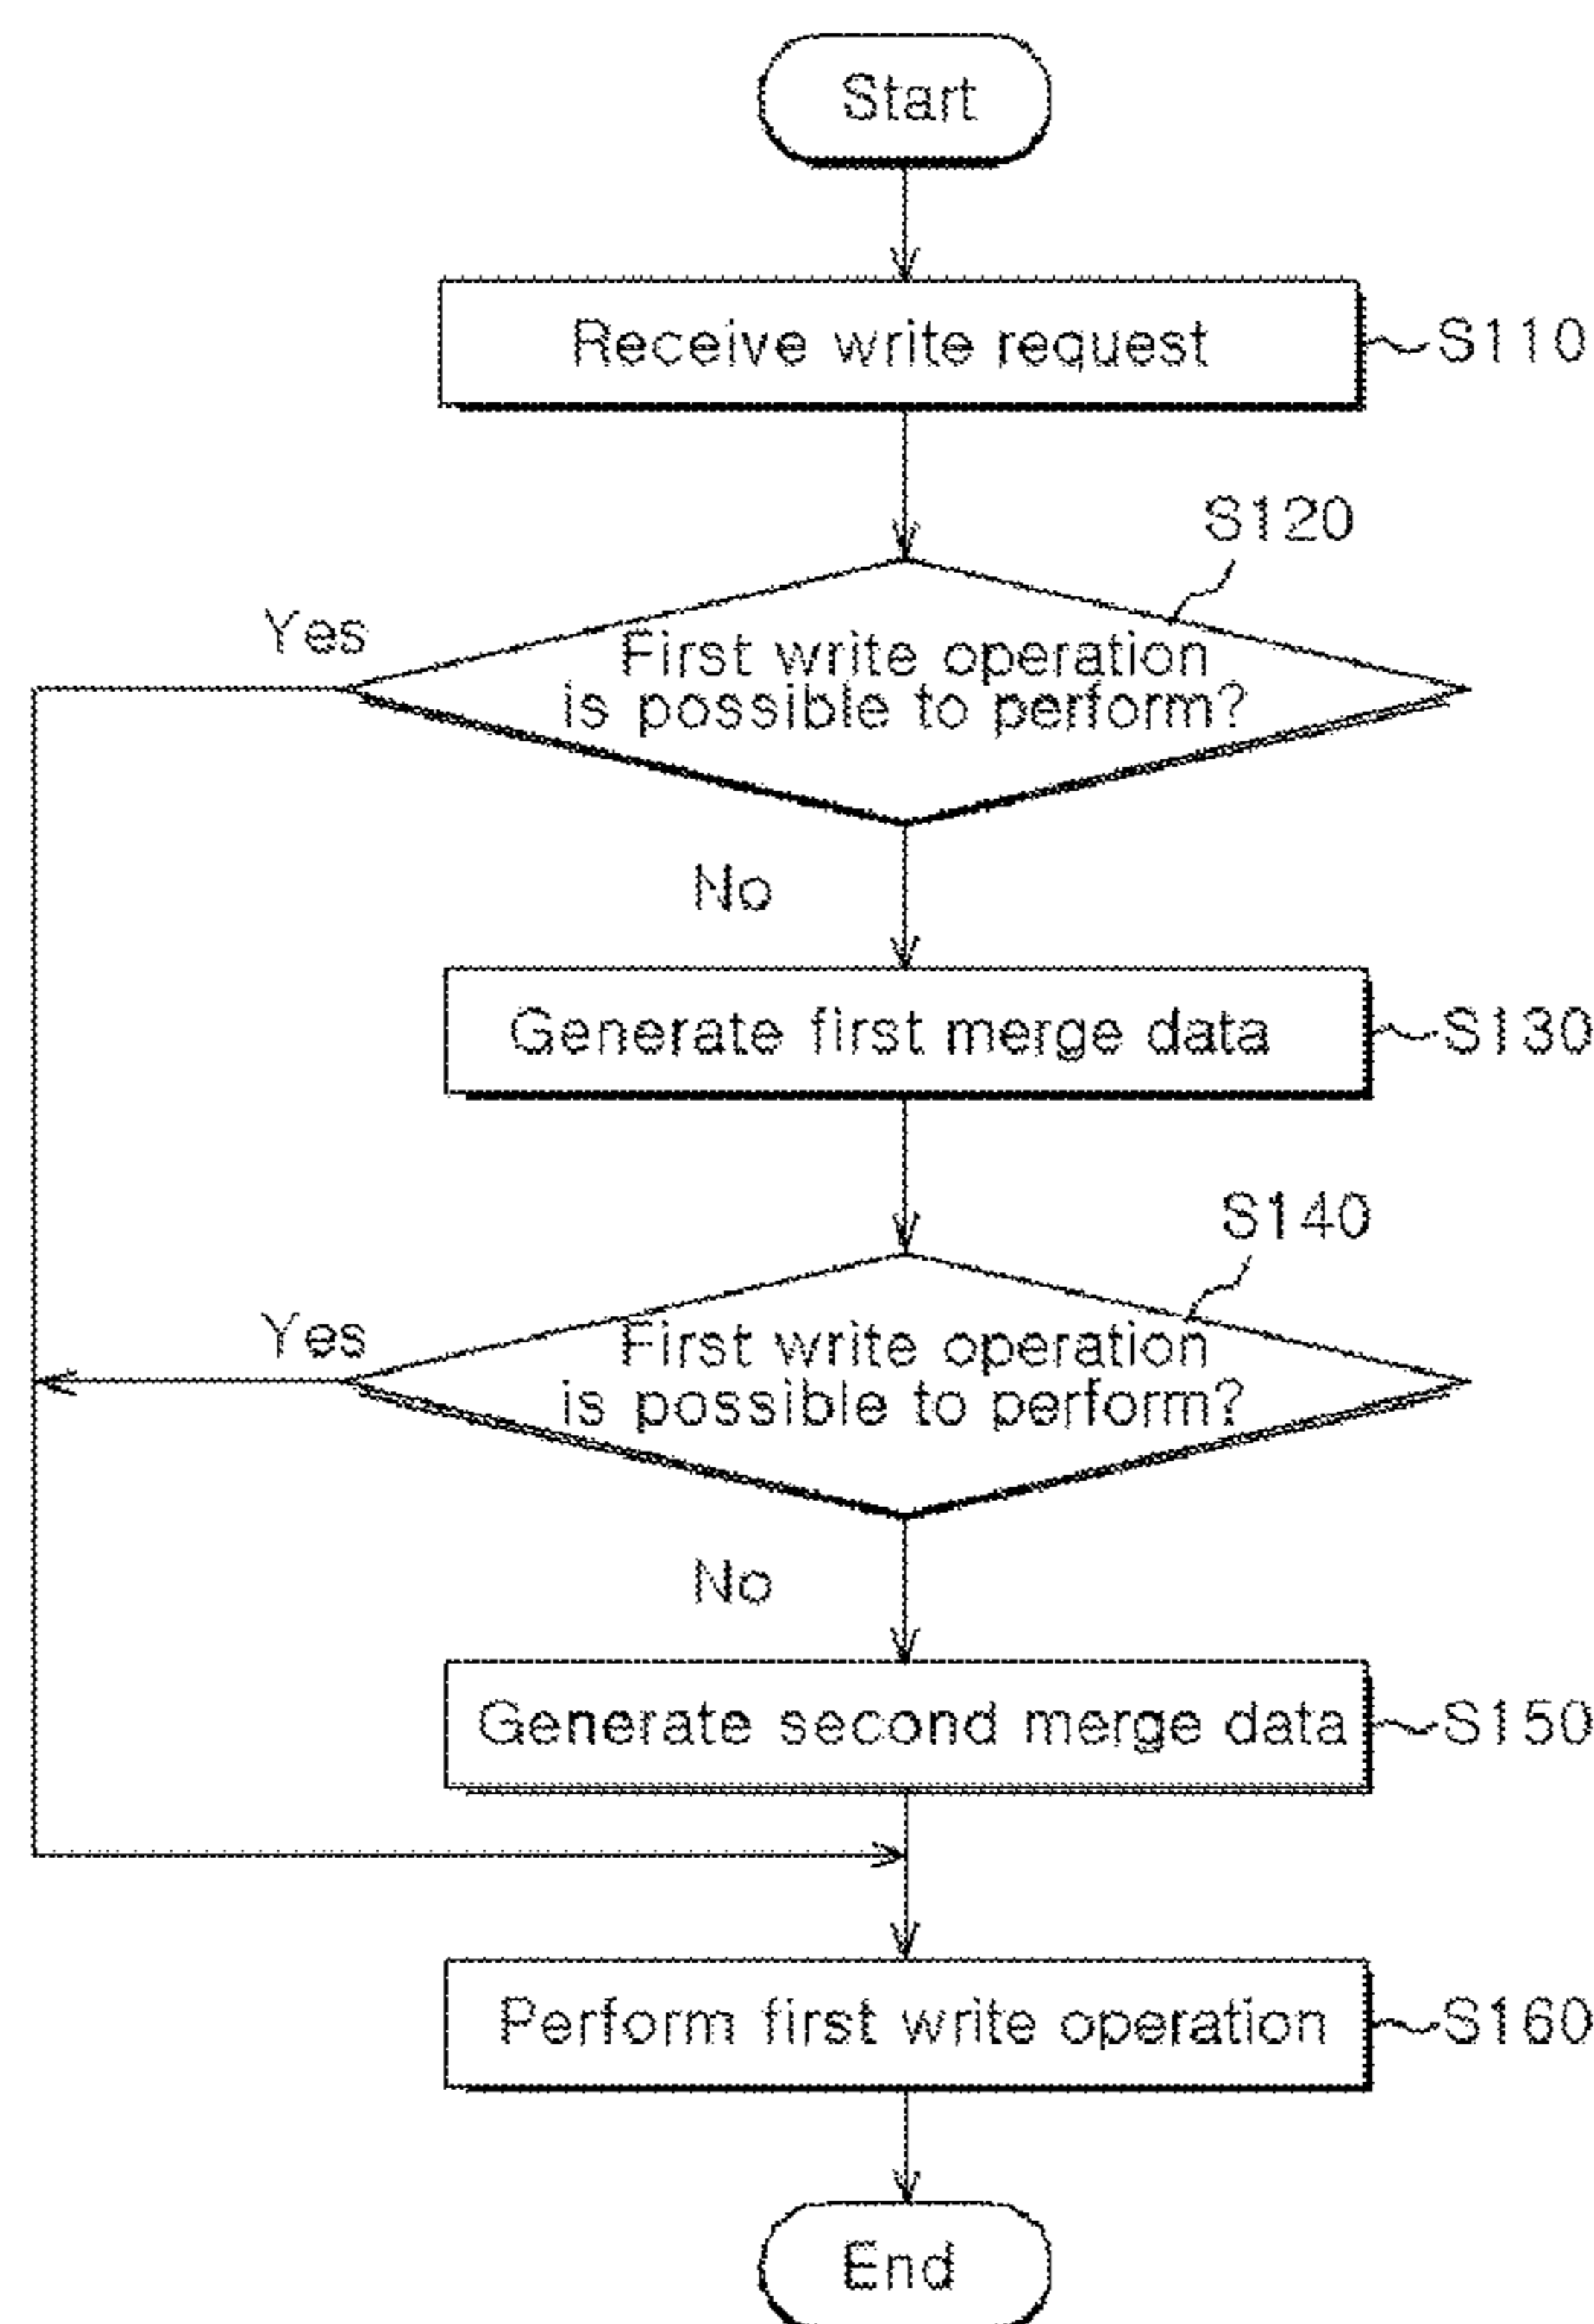 Start
Receive write request
S110
S120
Yes
First write operation
is possible to perform?
No
Generate first merge data
S130
S140
Yes
First write operation
is possible to perform?
No
Generate second merge data
S150
Perform first write operation
S160
End